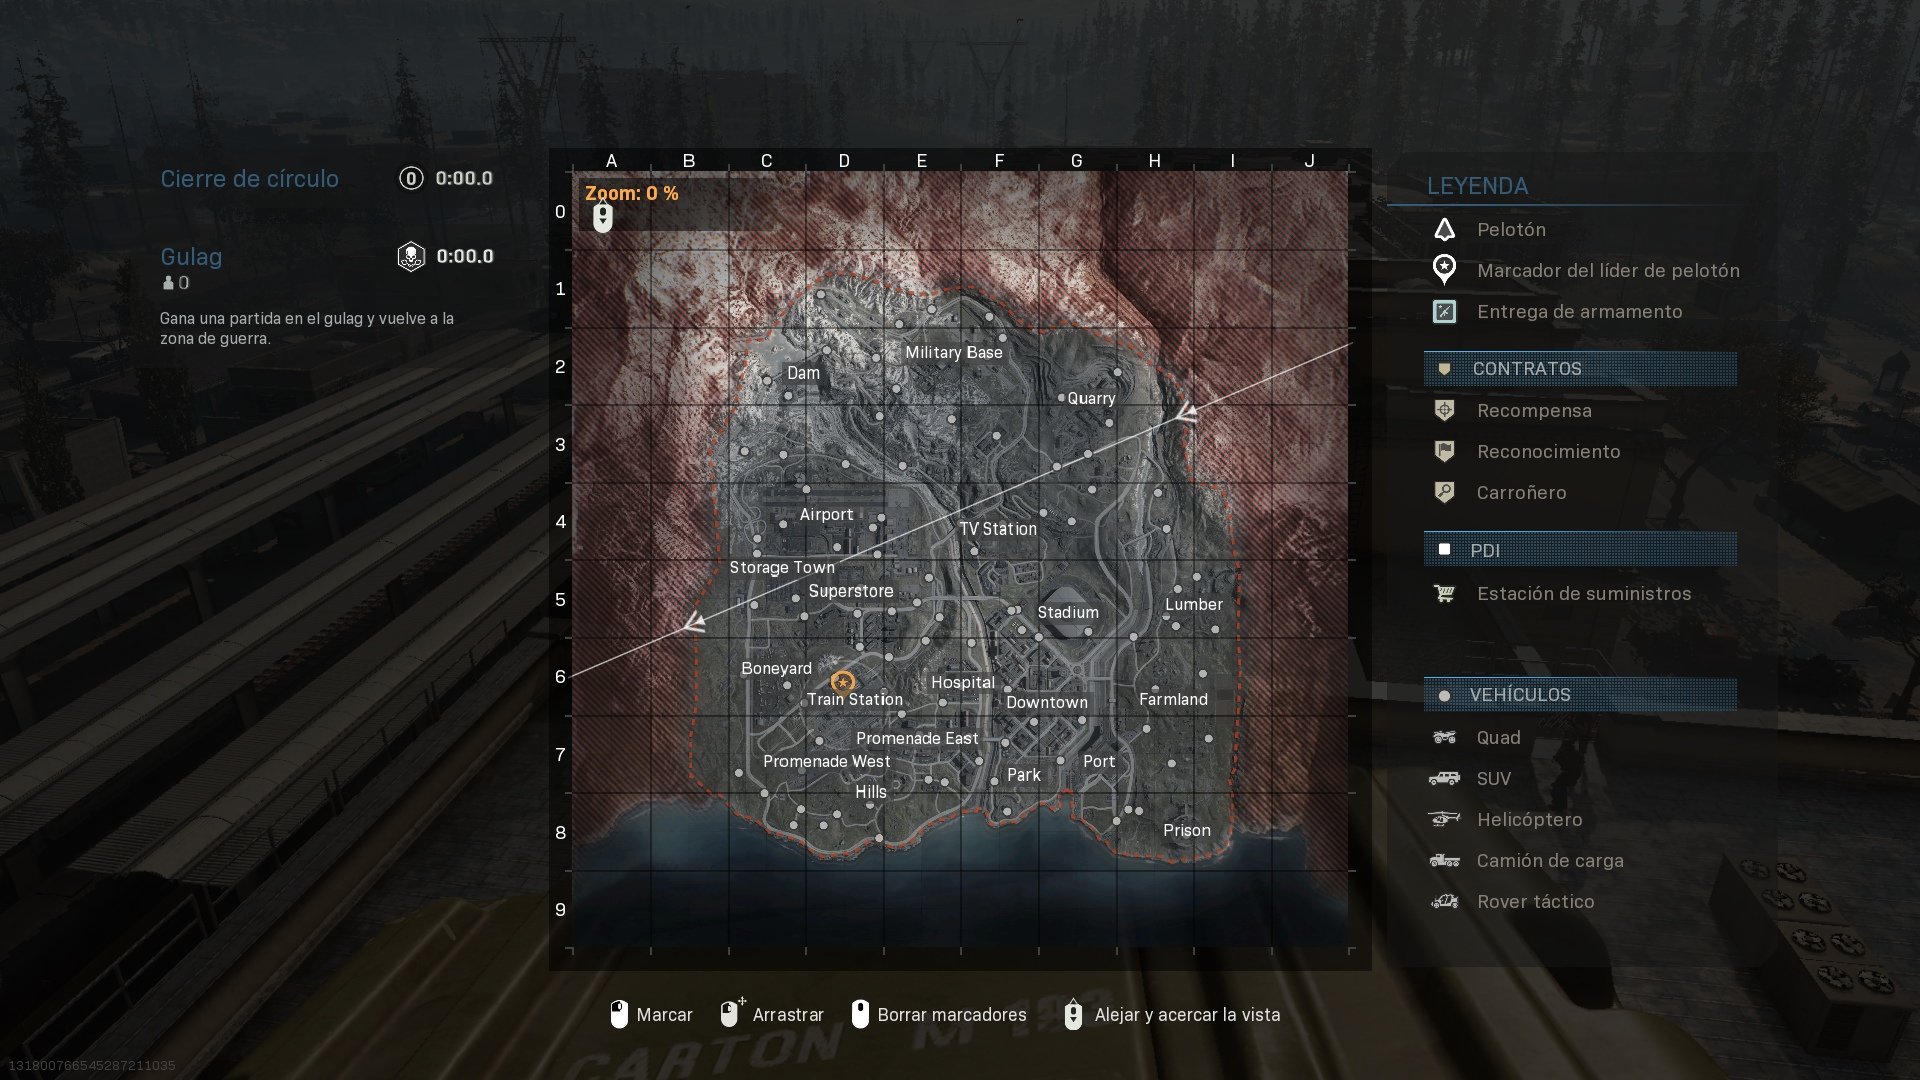 Cierre de círculo
0
0:00.0
Gulag
0:00.0
0
Gana una partida en el gulag y vuelve a la
zona de guerra.
A B C D E F G H I J
Zoom: 0 %
0
1
2
3
4
5
6
7
8
9
Military Base
Dam
Quarry
Airport
TV Station
Storage Town
Superstore
Stadium
Lumber
Boneyard
Train Station
Hospital
Downtown
Farmland
Promenade East
Promenade West
Park
Port
Hills
Prison
LEYENDA
Pelotón
Marcador del líder de pelotón
Entrega de armamento
CONTRATOS
Recompensa
Reconocimiento
Carroñero
PDI
Estación de suministros
VEHÍCULOS
Quad
SUV
Helicóptero
Camión de carga
Rover táctico
Marcar
Arrastrar
Borrar marcadores
Alejar y acercar la vista
CARTON M 193
13180076654528721​1035